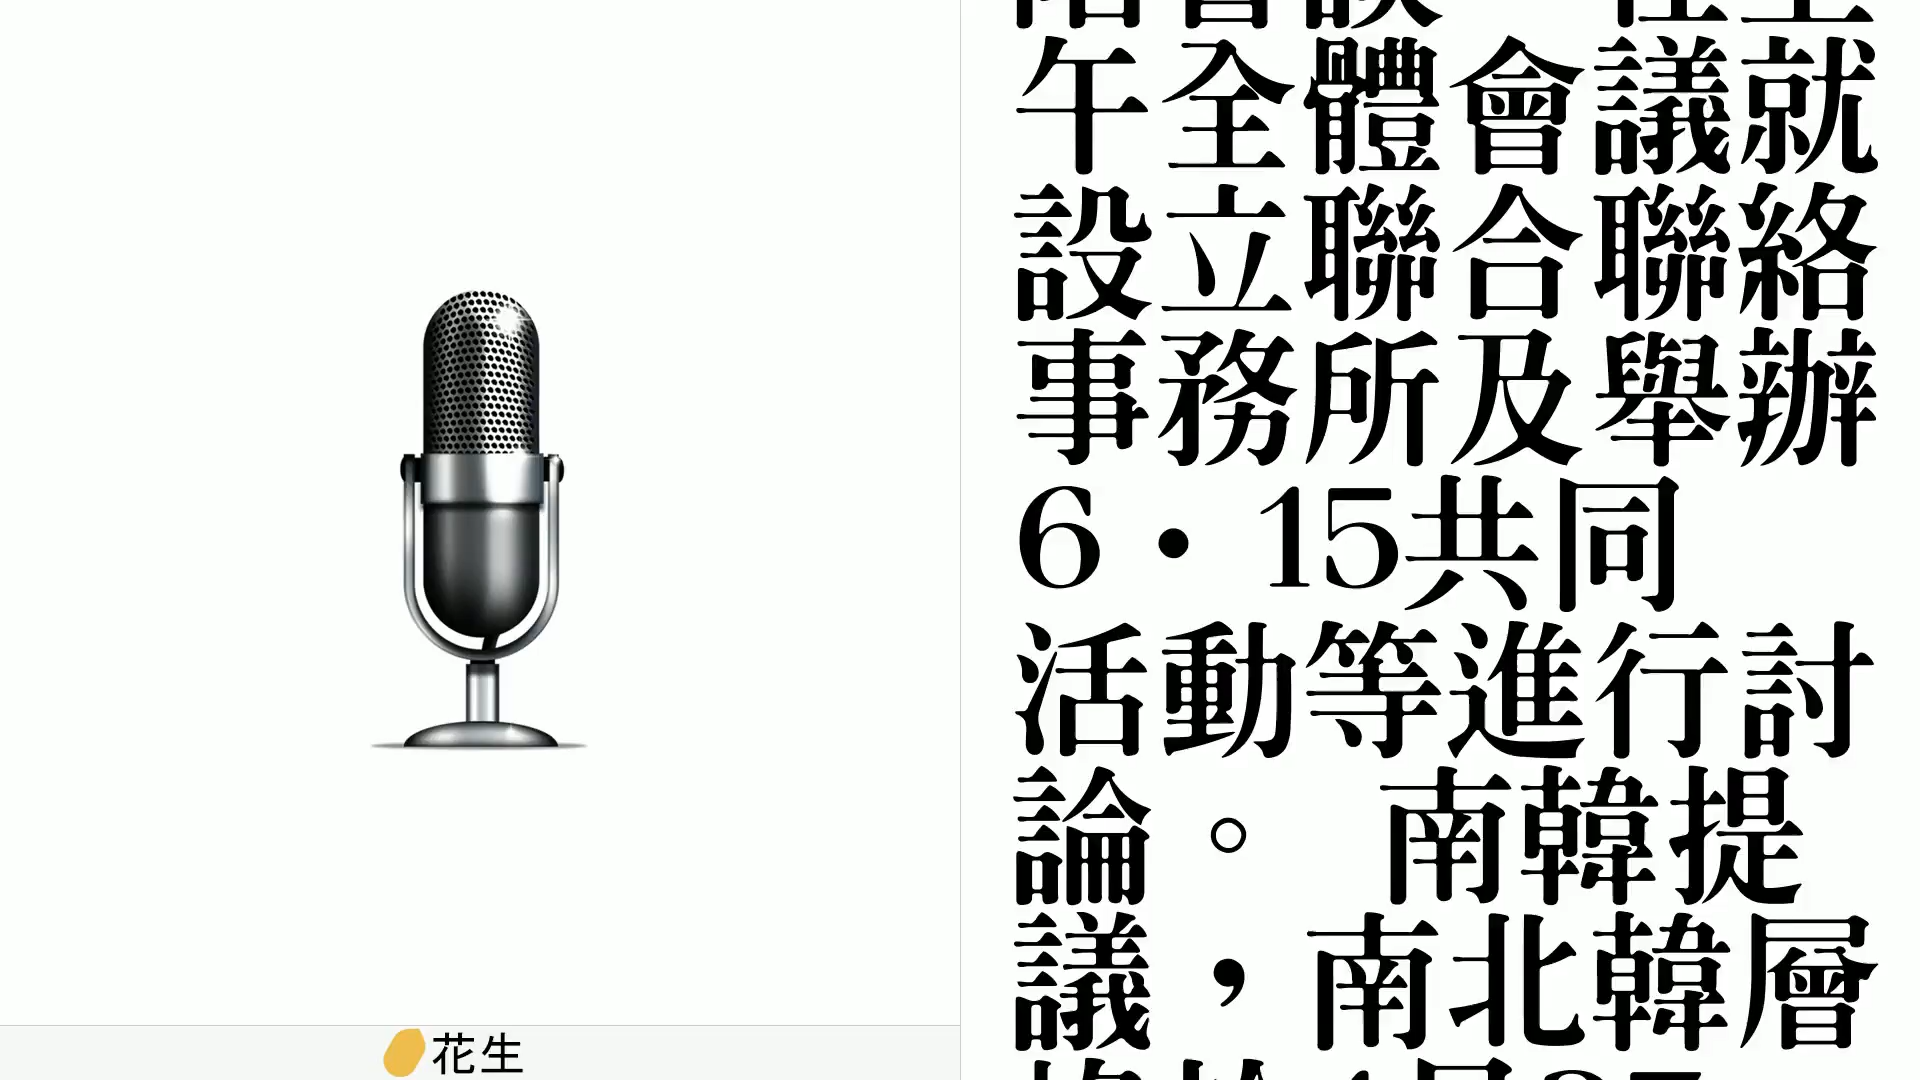 午全體會議就
設立聯合聯絡
事務所及舉辦
6·15共同
活動等進行討
論。 南韓提
議，南北韓層
花生